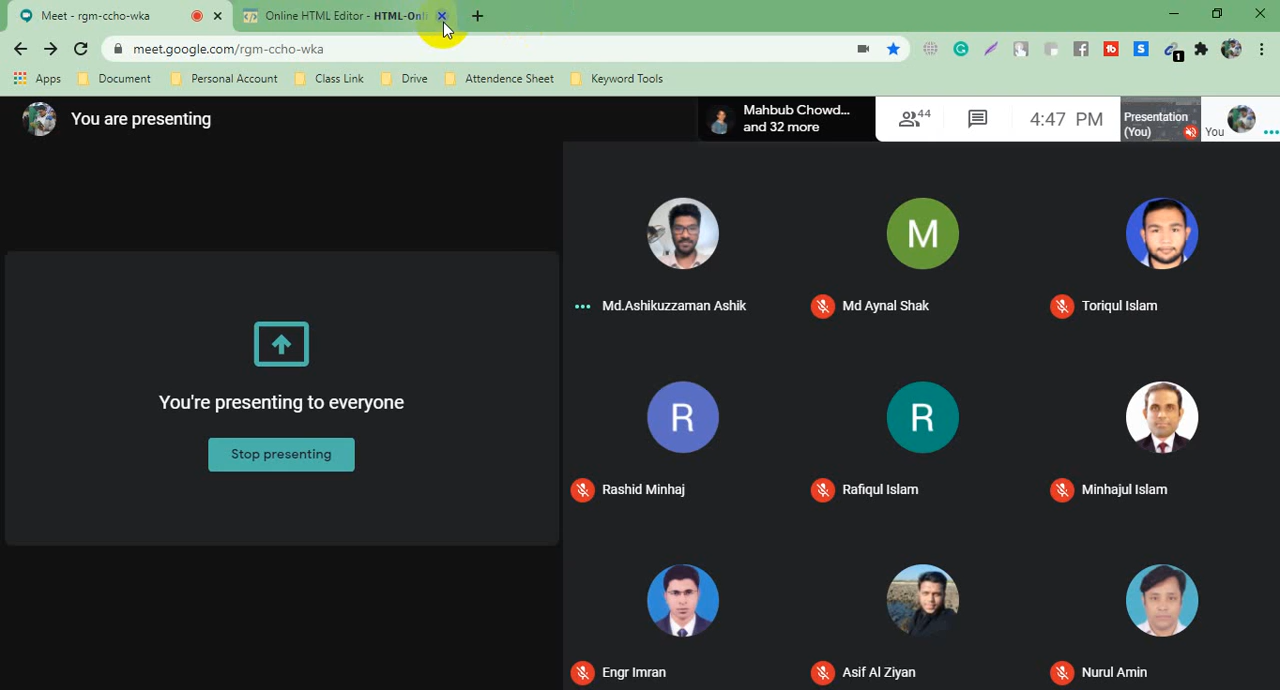 Meet - rgm-ccho-wka
Online HTML Editor - HTML-Onl
meet.google.com/rgm-ccho-wka
1
Apps Document Personal Account Class Link Drive Attendence Sheet Keyword Tools
You are presenting
Mahbub Chowd...
and 32 more
44
4:47 PM
Presentation
(You)
You
You're presenting to everyone
Stop presenting
M
Md.Ashikuzzaman Ashik Md Aynal Shak Toriqul Islam
R R
Rashid Minhaj Rafiqul Islam Minhajul Islam
Engr Imran Asif Al Ziyan Nurul Amin